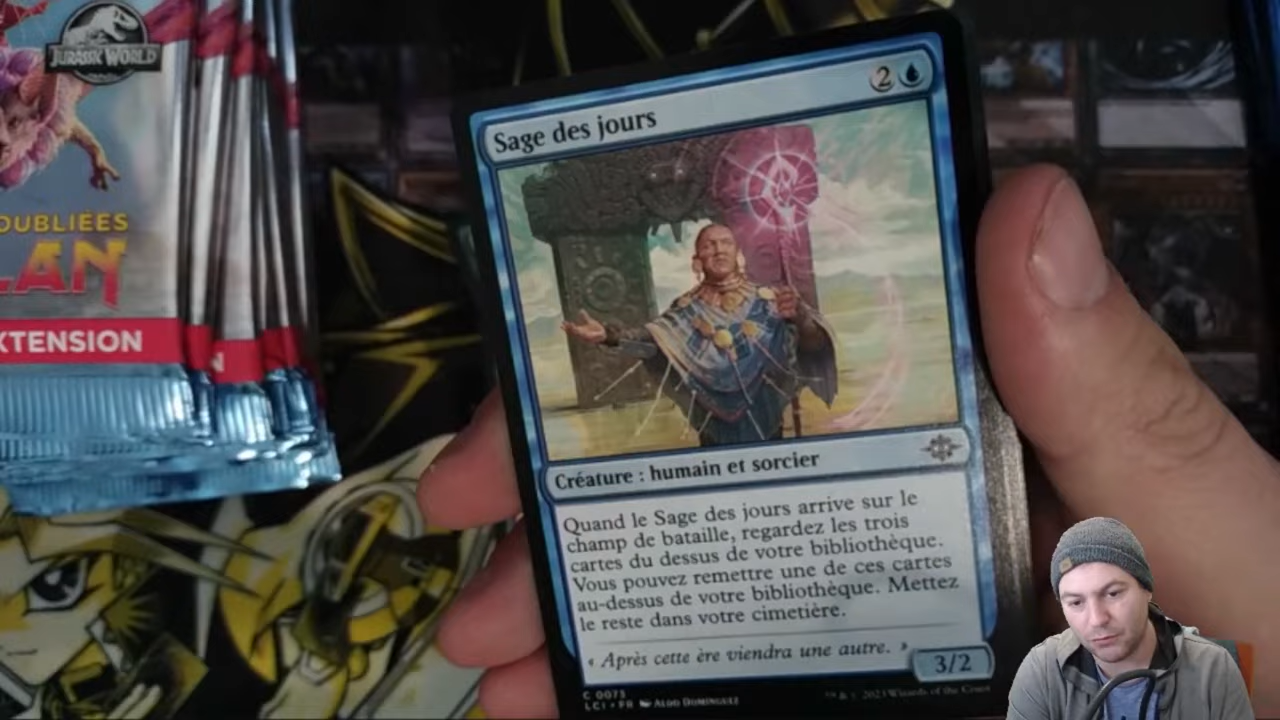 JURASSIC WORLD
OUBLIÉES
LAN
XTENSION
N
Sage des jours
2
Créature : humain et sorcier
Quand le Sage des jours arrive sur le
champ de bataille, regardez les trois
cartes du dessus de votre bibliothèque.
Vous pouvez remettre une de ces cartes
au-dessus de votre bibliothèque. Mettez
le reste dans votre cimetière.
« Après cette ère viendra une autre. »
3/2
C 0073
LCI • FR Aldo Domínguez
™ & © 2023 Wizards of the Coast